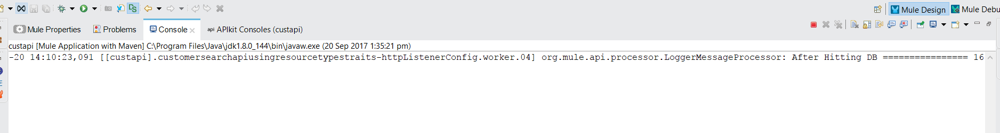 DS
Mule Design
Mule Debu
Mule Properties
Problems
Console
api APIkit Consoles (custapi)
custapi [Mule Application with Maven] C:\Program Files\Java\jdk1.8.0_144\bin\javaw.exe (20 Sep 2017 1:35:21 pm)
-20 14:10:23,091 [[custapi].customersearchapiusingresourcetypestraits-httpListenerConfig.worker.04] org.mule.api.processor.LoggerMessageProcessor: After Hitting DB ================ 16